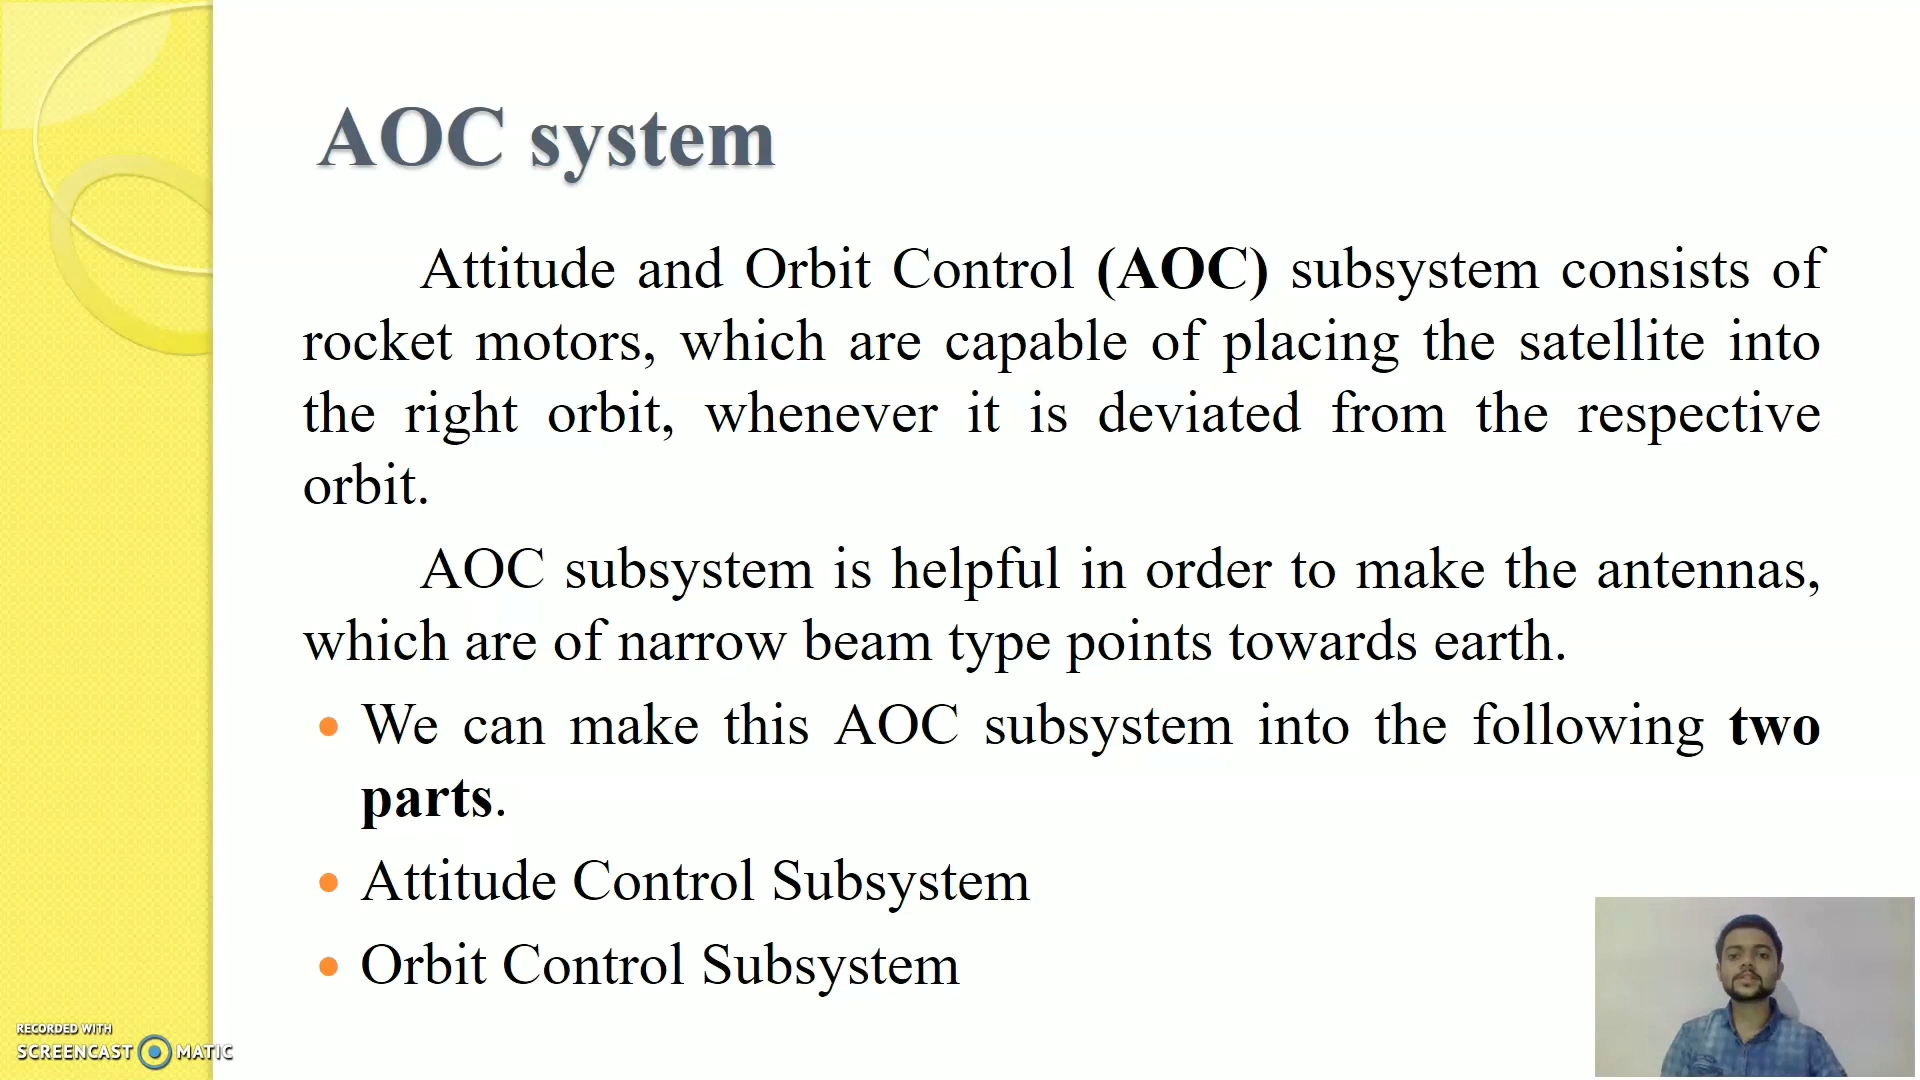 AOC system
Attitude and Orbit Control (AOC) subsystem consists of
rocket motors, which are capable of placing the satellite into
the right orbit, whenever it is deviated from the respective
orbit.
AOC subsystem is helpful in order to make the antennas,
which are of narrow beam type points towards earth.
• We can make this AOC subsystem into the following two
parts.
• Attitude Control Subsystem
• Orbit Control Subsystem
RECORDED WITH
SCREENCAST MATIC